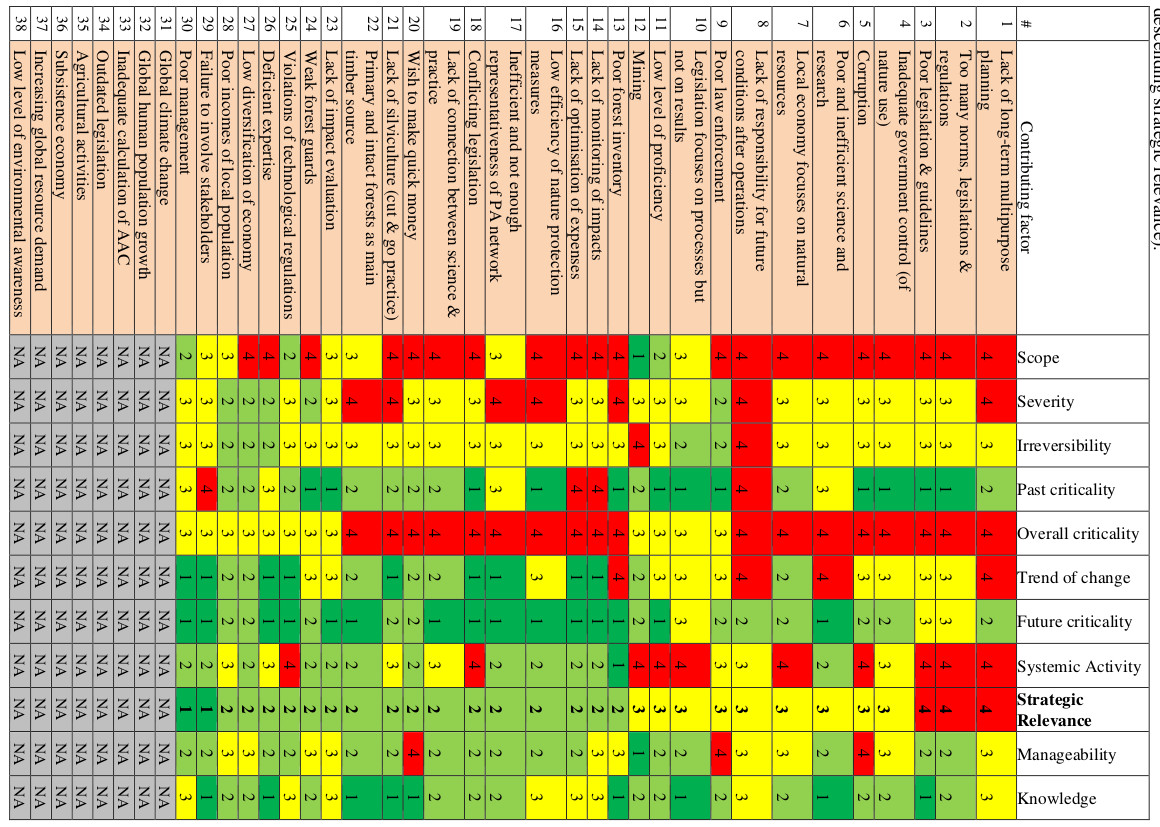 descending strategic relevance).
# Contributing factor Scope Severity Irreversibility Past criticality Overall criticality Trend of change Future criticality Systemic Activity Strategic Relevance Manageability Knowledge
1 Lack of long-term multipurpose planning 4 4 3 2 4 4 2 4 4 3 3
2 Too many norms, legislations & regulations 4 3 3 1 4 3 3 4 4 2 2
3 Poor legislation & guidelines 4 3 3 1 4 3 3 4 4 2 1
4 Inadequate government control (of nature use) 4 3 3 1 4 3 2 3 3 3 2
5 Corruption 4 3 3 1 4 3 2 4 3 4 2
6 Poor and inefficient science and research 4 3 3 3 4 4 1 2 3 2 1
7 Local economy focuses on natural resources 4 3 3 2 4 2 2 4 3 3 2
8 Lack of responsibility for future conditions after operations 4 4 4 4 4 4 2 3 3 3 3
9 Poor law enforcement 4 2 2 1 3 3 2 3 3 4 2
10 Legislation focuses on processes but not on results 3 3 2 1 3 3 3 4 3 2 1
11 Low level of proficiency 2 3 3 1 3 3 1 4 3 2 2
12 Mining 1 3 4 2 3 2 2 4 3 1 2
13 Poor forest inventory 4 4 3 1 4 4 1 1 2 3 1
14 Lack of monitoring of impacts 4 3 3 4 4 1 1 2 2 3 3
15 Lack of optimisation of expenses 4 3 3 4 4 1 1 2 2 2 3
16 Low efficiency of nature protection measures 4 4 3 1 4 3 1 2 2 2 3
17 Inefficient and not enough representativeness of PA network 3 4 3 3 4 1 1 2 2 2 2
18 Conflicting legislation 4 3 3 1 4 1 1 4 2 2 2
19 Lack of connection between science & practice 4 3 3 2 4 2 1 3 2 2 2
20 Wish to make quick money 4 3 3 2 4 2 2 2 2 4 1
21 Lack of silviculture (cut & go practice) 4 4 3 2 4 1 2 3 2 2 1
22 Primary and intact forests as main timber source 3 4 3 2 4 2 1 2 2 2 1
23 Lack of impact evaluation 3 3 3 1 3 3 1 2 2 3 3
24 Weak forest guards 4 2 3 1 3 3 2 2 2 3 2
25 Violations of technological regulations 2 3 3 2 3 1 1 4 2 2 3
26 Deficient expertise 4 2 2 3 3 1 1 3 2 2 1
27 Low diversification of economy 4 2 2 2 3 2 2 2 2 3 2
28 Poor incomes of local population 3 2 2 2 3 2 2 3 2 3 2
29 Failure to involve stakeholders 3 3 3 4 3 1 1 2 1 2 1
30 Poor management 2 3 3 3 3 1 1 2 1 2 3
31 Global climate change NA NA NA NA NA NA NA NA NA NA NA
32 Global human population growth NA NA NA NA NA NA NA NA NA NA NA
33 Inadequate calculation of AAC NA NA NA NA NA NA NA NA NA NA NA
34 Outdated legislation NA NA NA NA NA NA NA NA NA NA NA
35 Agricultural activities NA NA NA NA NA NA NA NA NA NA NA
36 Subsistence economy NA NA NA NA NA NA NA NA NA NA NA
37 Increasing global resource demand NA NA NA NA NA NA NA NA NA NA NA
38 Low level of environmental awareness NA NA NA NA NA NA NA NA NA NA NA